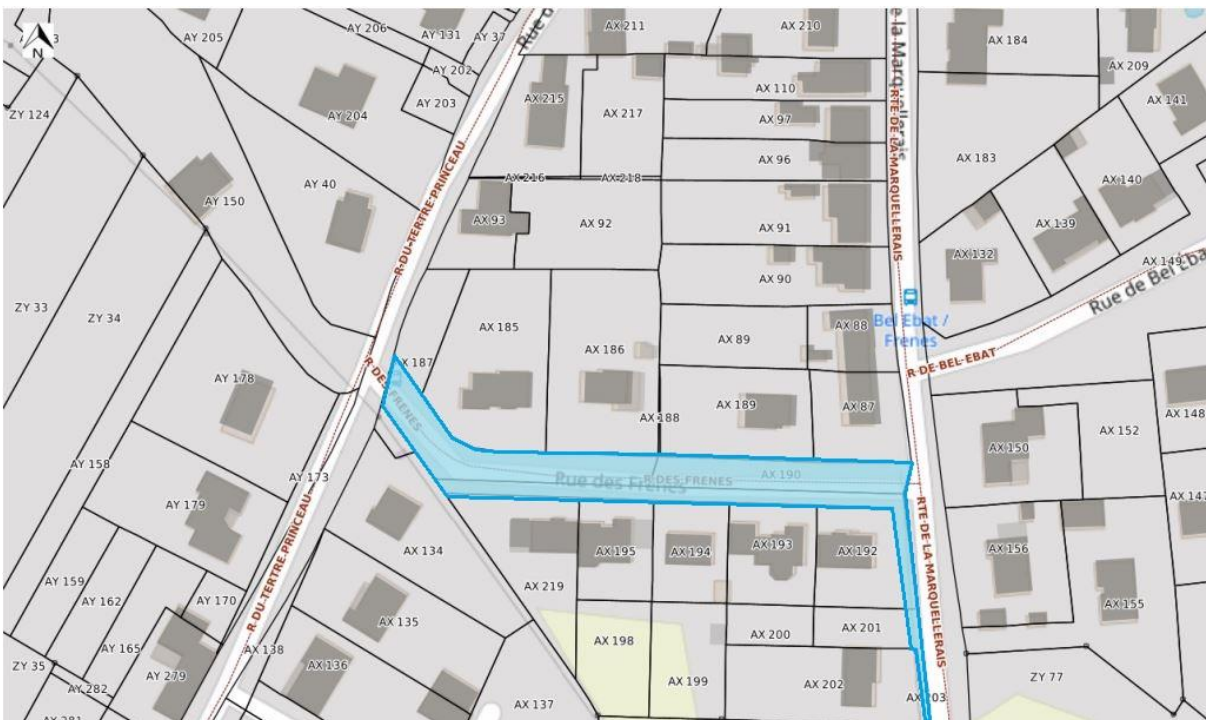 N
AY 205
AY 206
AY 131
AY 37
AX 211
AX 210
AX 184
AX 209
AY 202
AY 203
AY 204
ZY 124
AX 215
AX 217
AX 110
AX 97
AX 96
AX 141
AX 183
AX 140
AX 139
AY 40
AY 150
AX 216
AX 218
AX 93
AX 92
AX 91
AX 90
AX 132
AX 149
R DU TERTRE PRINCEAU
RTE DE LA MARQUELLERAIS
e la Marquellerais
Rue de Bel Eba
ZY 33
ZY 34
AX 185
AX 186
AX 89
AX 88
Bel Ebat /
Frenes
R DE BEL EBAT
X 187
AY 178
R DES FRENES
AX 188
AX 189
AX 87
AX 150
AX 152
AX 148
AY 158
AY 173
Rue des Frenes
R DES FRENES
AX 190
AX 147
AY 179
R DU TERTRE PRINCEAU
AX 134
AX 195
AX 194
AX 193
AX 192
RTE DE LA MARQUELLERAIS
AX 156
AY 159
AY 162
AY 170
AX 219
AX 135
AX 155
AY 165
AX 138
AX 136
AX 198
AX 200
AX 201
ZY 35
AY 282
AY 279
AX 137
AX 199
AX 202
AX 203
ZY 77